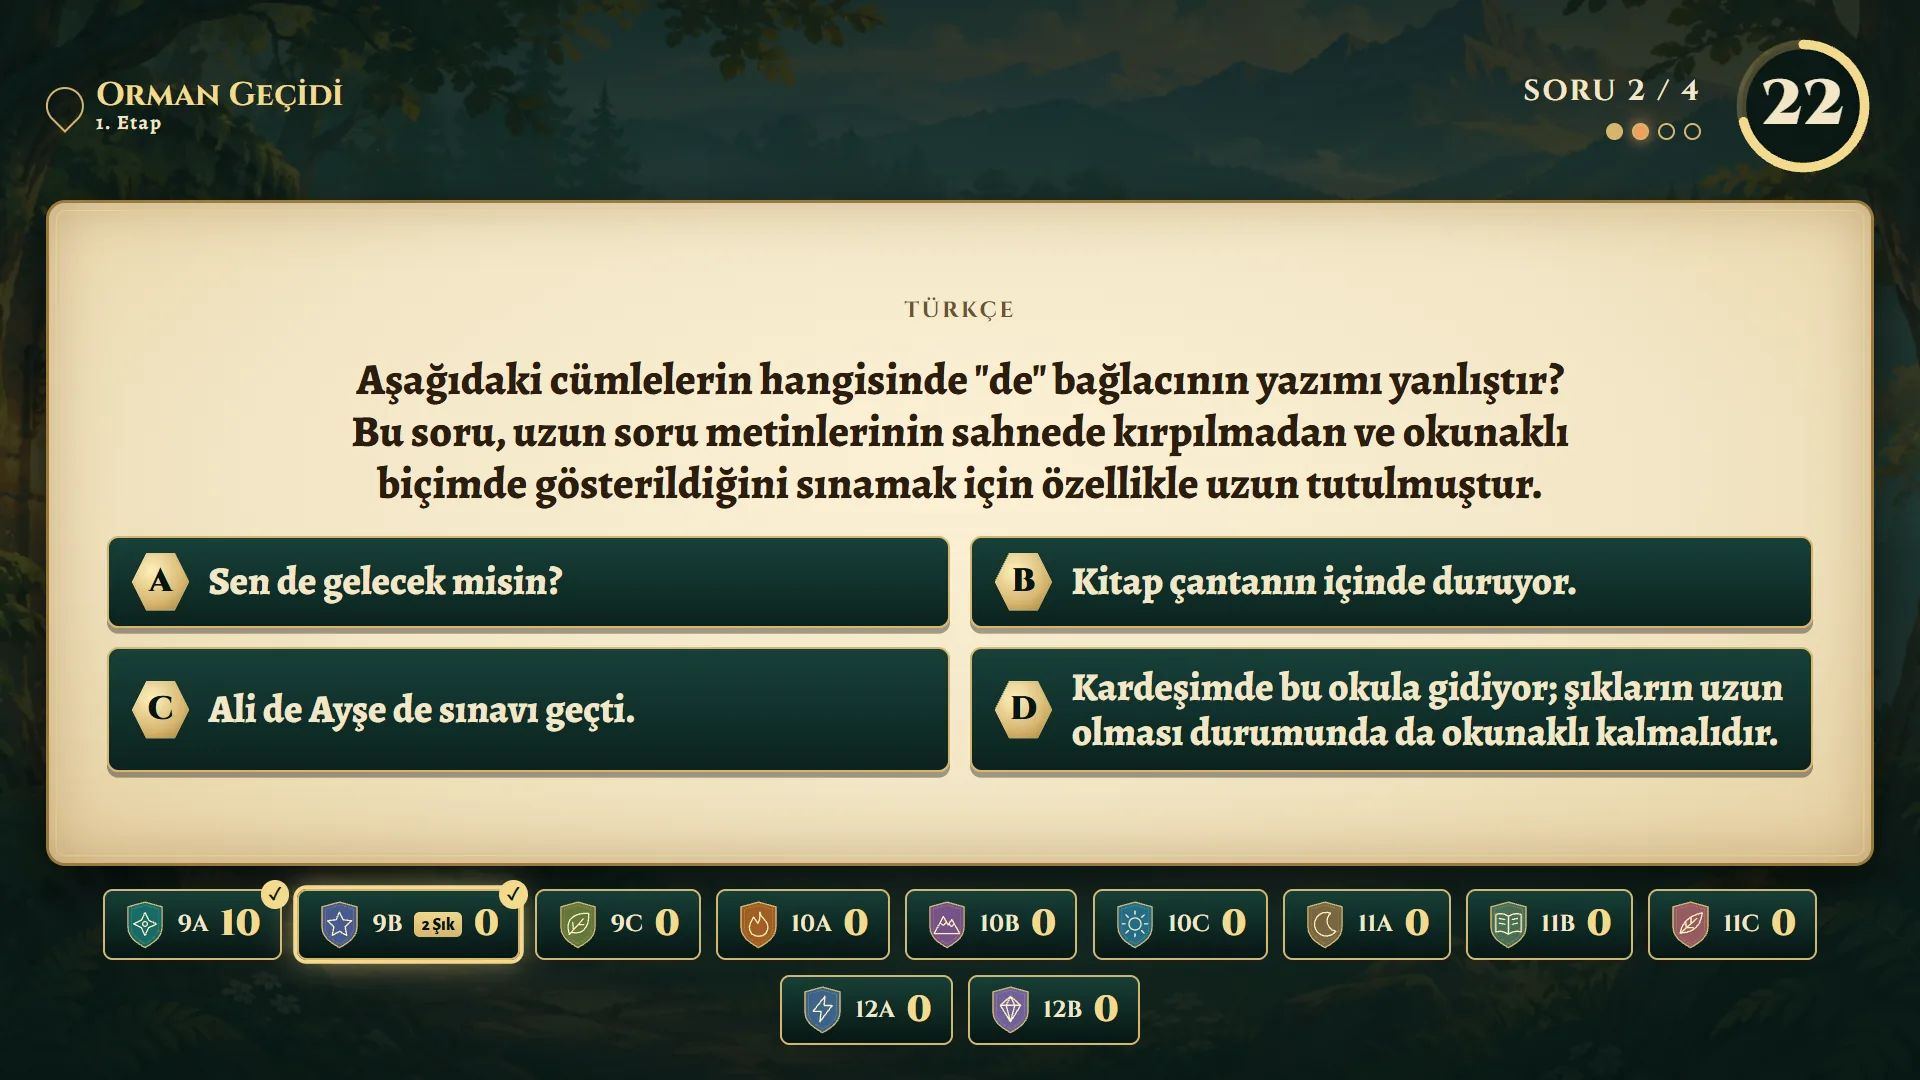 ORMAN GEÇİDİ
1. Etap
SORU 2 / 4
22
TÜRKÇE
Aşağıdaki cümlelerin hangisinde "de" bağlacının yazımı yanlıştır?
Bu soru, uzun soru metinlerinin sahnede kırpılmadan ve okunaklı
biçimde gösterildiğini sınamak için özellikle uzun tutulmuştur.
A Sen de gelecek misin?
B Kitap çantanın içinde duruyor.
C Ali de Ayşe de sınavı geçti.
D Kardeşimde bu okula gidiyor; şıkların uzun
olması durumunda da okunaklı kalmalıdır.
9A 10
9B 2 Şık 0
9C 0
10A 0
10B 0
10C 0
11A 0
11B 0
11C 0
12A 0
12B 0